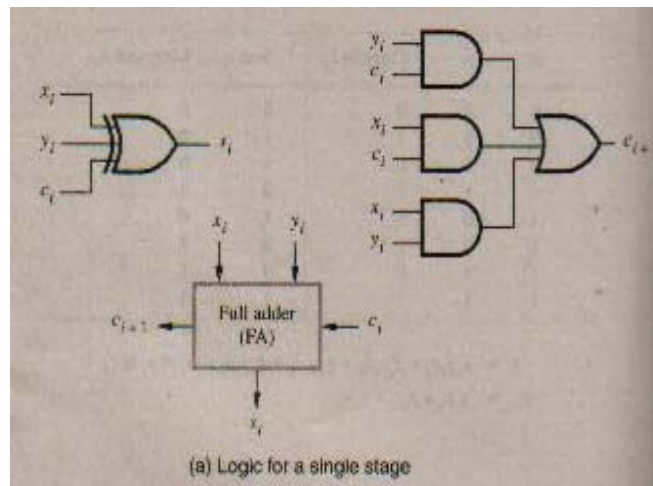 x_i
y_i
c_i
s_i
y_i
c_i
x_i
c_i
x_i
y_i
c_i+
x_i y_i
Full adder
(FA)
c_i+1
c_i
s_i
(a) Logic for a single stage